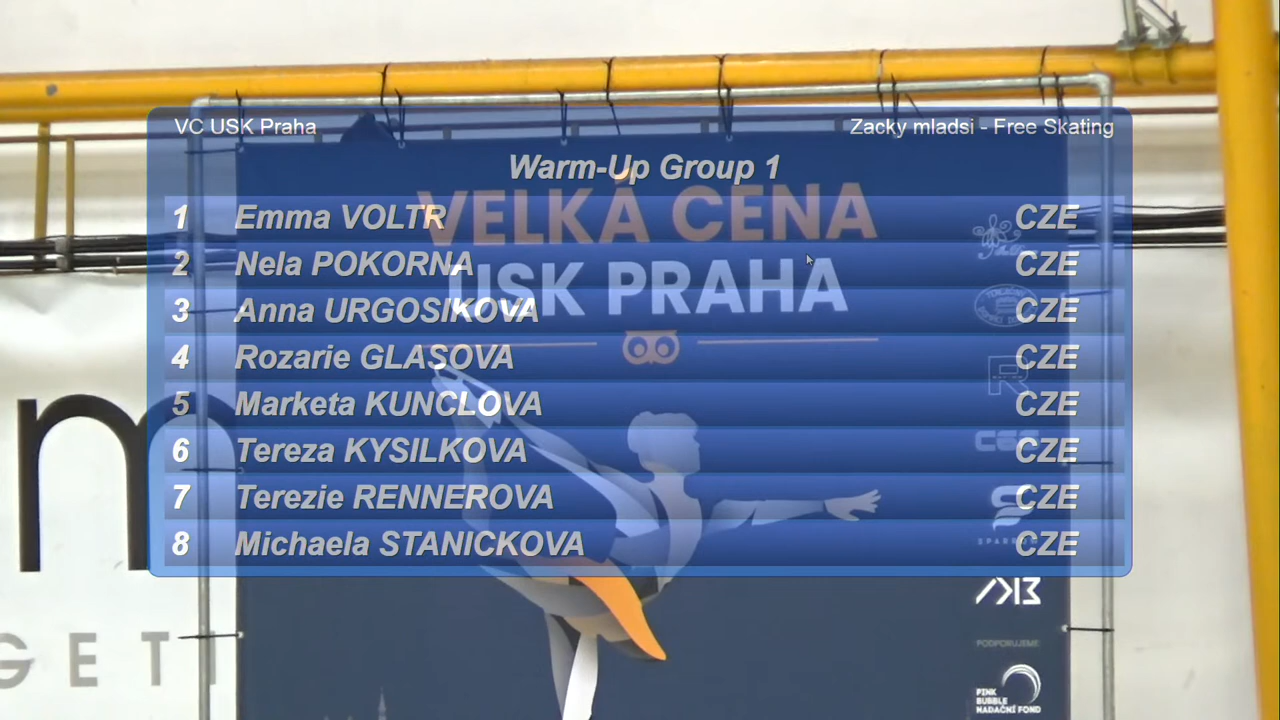 VC USK Praha
Zacky mladsi - Free Skating
Warm-Up Group 1
VELKÁ CENA
1 Emma VOLTR CZE
2 Nela POKORNA CZE
USK PRAHA
3 Anna URGOSIKOVA CZE
4 Rozarie GLASOVA CZE
5 Marketa KUNCLOVA CZE
6 Tereza KYSILKOVA CZE
7 Terezie RENNEROVA CZE
8 Michaela STANICKOVA CZE
m
GETI
PODPORUJEME:
PINK
BUBBLE
NADAČNÍ FOND